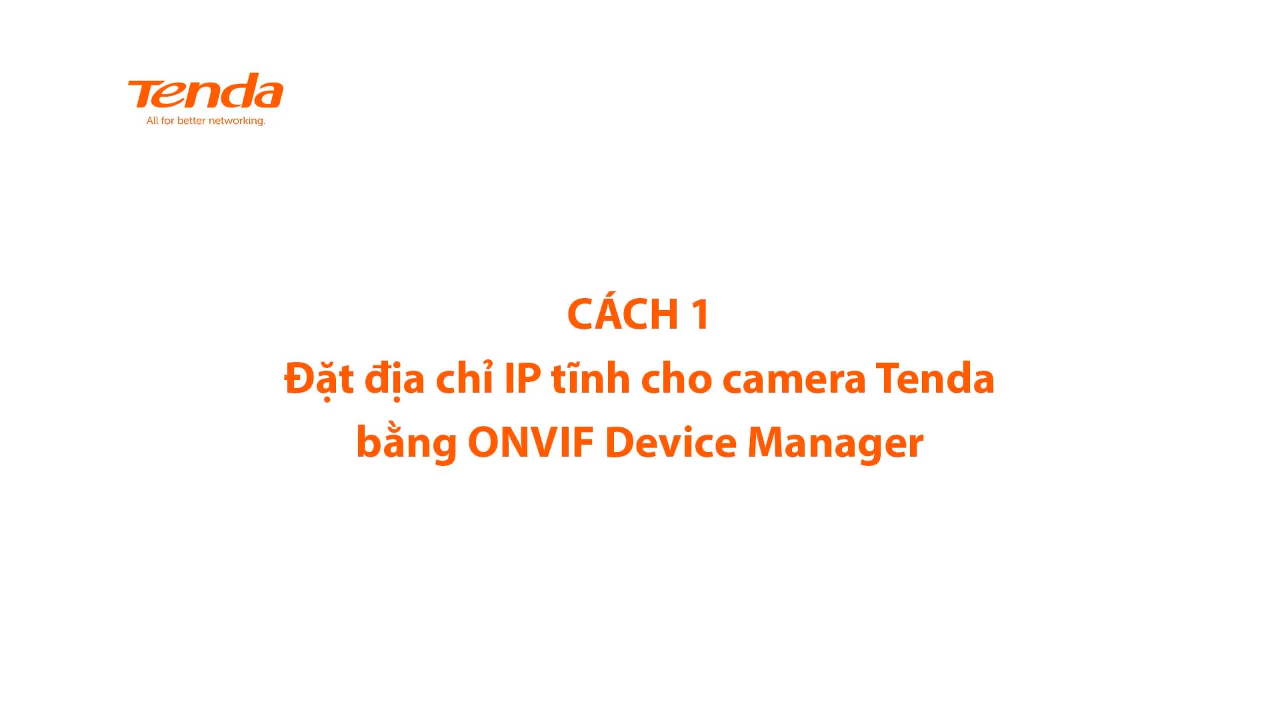 Tenda
All for better networking.
CÁCH 1
Đặt địa chỉ IP tĩnh cho camera Tenda
bằng ONVIF Device Manager